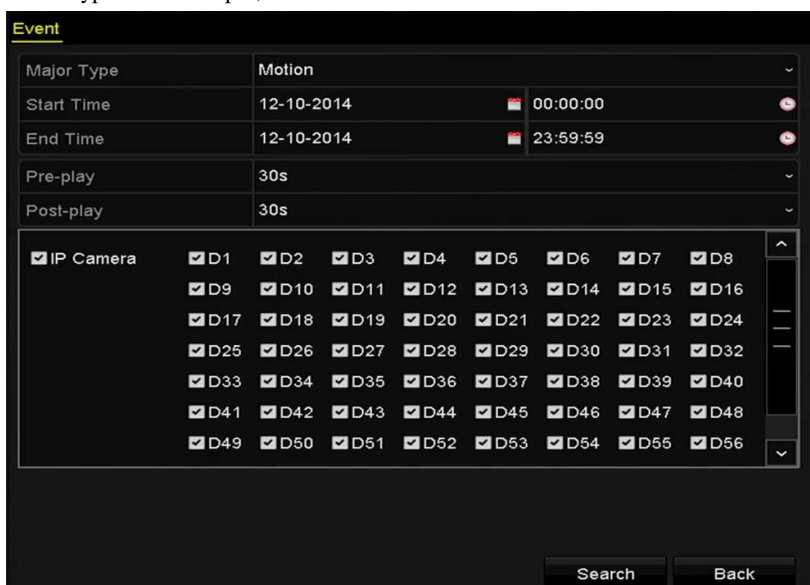 Event
Major Type Motion
Start Time 12-10-2014 00:00:00
End Time 12-10-2014 23:59:59
Pre-play 30s
Post-play 30s
IP Camera D1 D2 D3 D4 D5 D6 D7 D8
D9 D10 D11 D12 D13 D14 D15 D16
D17 D18 D19 D20 D21 D22 D23 D24
D25 D26 D27 D28 D29 D30 D31 D32
D33 D34 D35 D36 D37 D38 D39 D40
D41 D42 D43 D44 D45 D46 D47 D48
D49 D50 D51 D52 D53 D54 D55 D56
Search Back